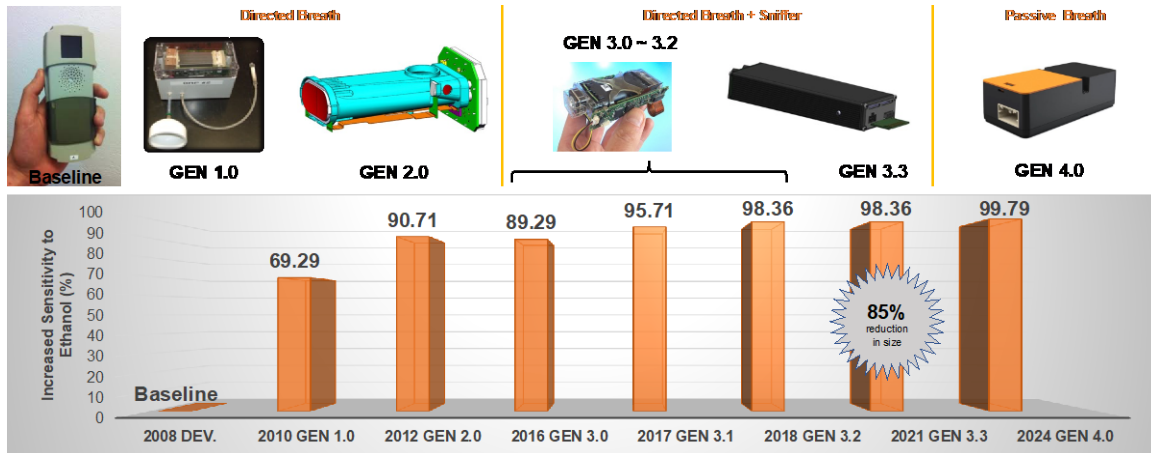 Directed Breath
Directed Breath + Sniffer
Passive Breath
GEN 3.0 ~ 3.2
Baseline
GEN 1.0
GEN 2.0
GEN 3.3
GEN 4.0
Increased Sensitivity to
Ethanol (%)
100
90
80
70
60
50
40
30
20
10
0
Baseline
69.29
90.71
89.29
95.71
98.36
98.36
99.79
85%
reduction
in size
2008 DEV.
2010 GEN 1.0
2012 GEN 2.0
2016 GEN 3.0
2017 GEN 3.1
2018 GEN 3.2
2021 GEN 3.3
2024 GEN 4.0